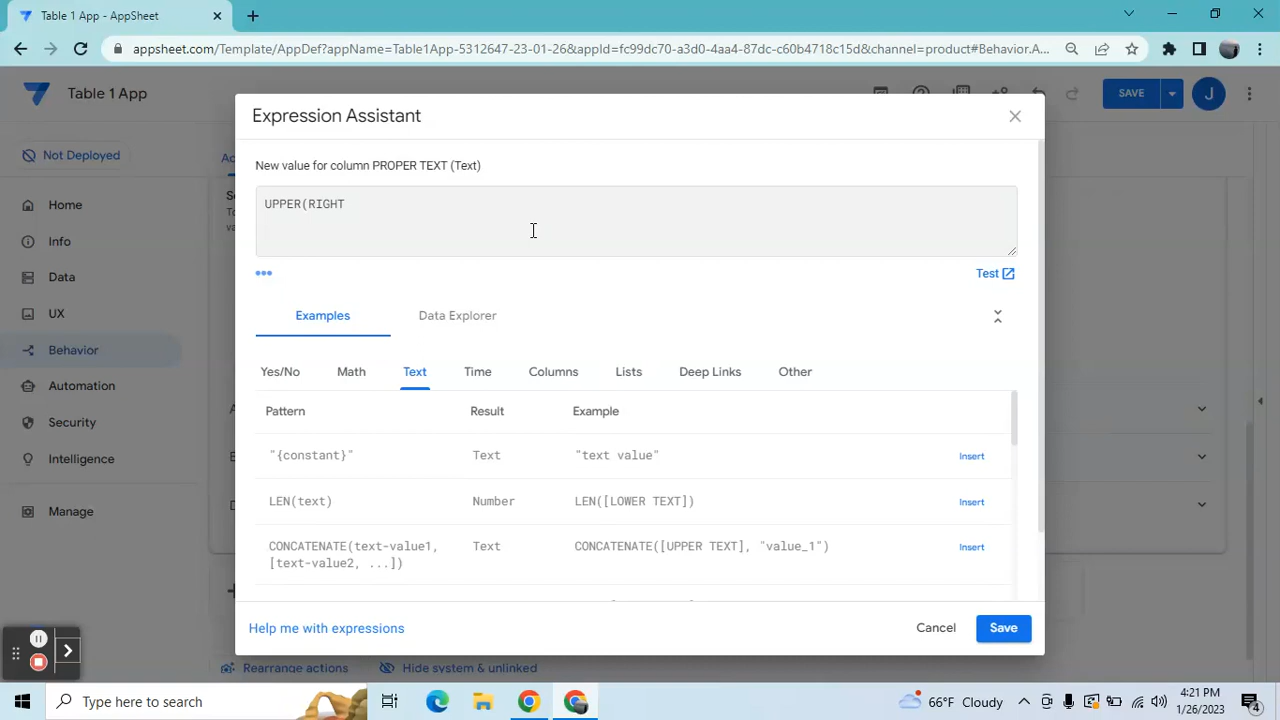 Table 1 - AppSheet
appsheet.com/Template/AppDef?appName=Table1App-5312647-23-01-26&appId=fc99dc70-a3d0-4aa4-87dc-c60b4718c15d&channel=product#Behavior.A...
Table 1 App
SAVE
J
Expression Assistant
Not Deployed
New value for column PROPER TEXT (Text)
UPPER(RIGHT
Home
Info
Data
UX
Behavior
Automation
Security
Intelligence
Manage
Test
Examples Data Explorer
Yes/No Math Text Time Columns Lists Deep Links Other
Pattern Result Example
"{constant}" Text "text value" Insert
LEN(text) Number LEN([LOWER TEXT]) Insert
CONCATENATE(text-value1, Text CONCATENATE([UPPER TEXT], "value_1") Insert
[text-value2, ...])
Help me with expressions Cancel Save
Rearrange actions Hide system & unlinked
Type here to search
66°F Cloudy
4:21 PM
1/26/2023
4